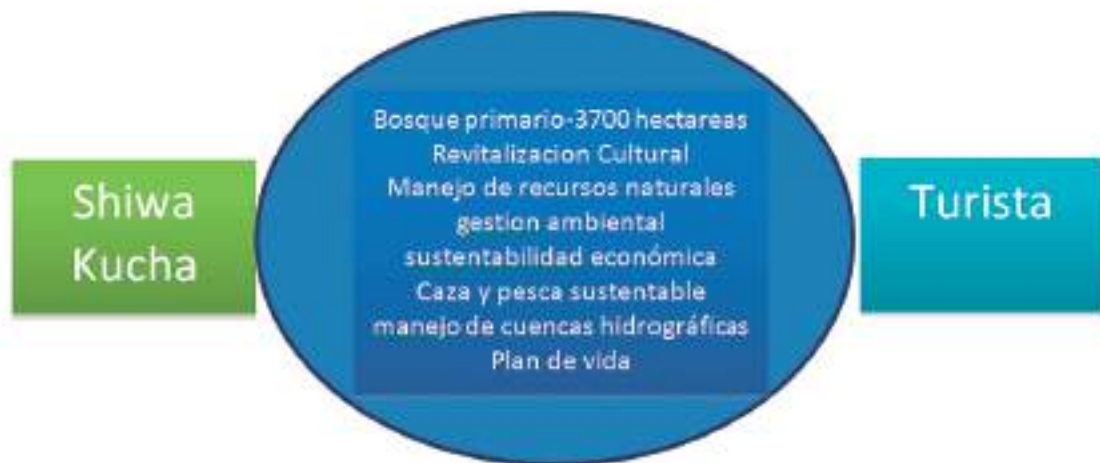 Shiwa
Kucha
Bosque primario-3700 hectareas
Revitalizacion Cultural
Manejo de recursos naturales
gestion ambiental
sustentabilidad económica
Caza y pesca sustentable
manejo de cuencas hidrográficas
Plan de vida
Turista